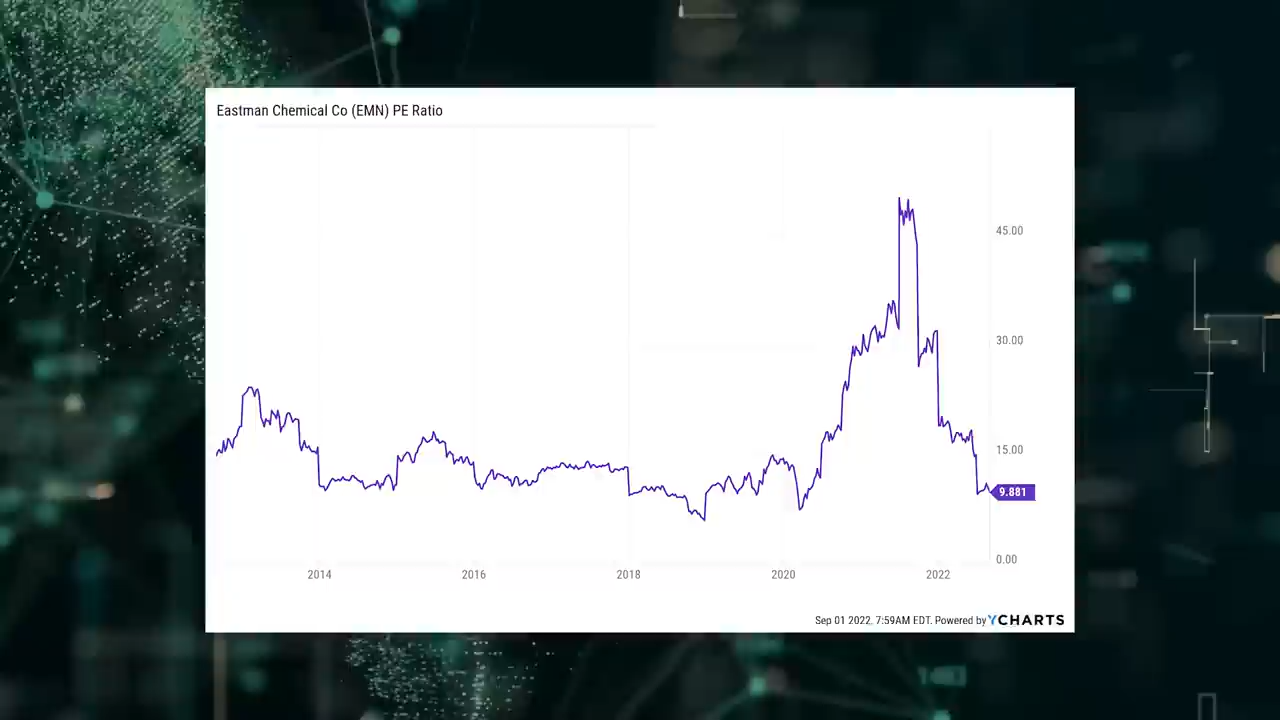 Eastman Chemical Co (EMN) PE Ratio
45.00
30.00
15.00
9.881
0.00
2014 2016 2018 2020 2022
Sep 01 2022, 7:59AM EDT. Powered by YCHARTS